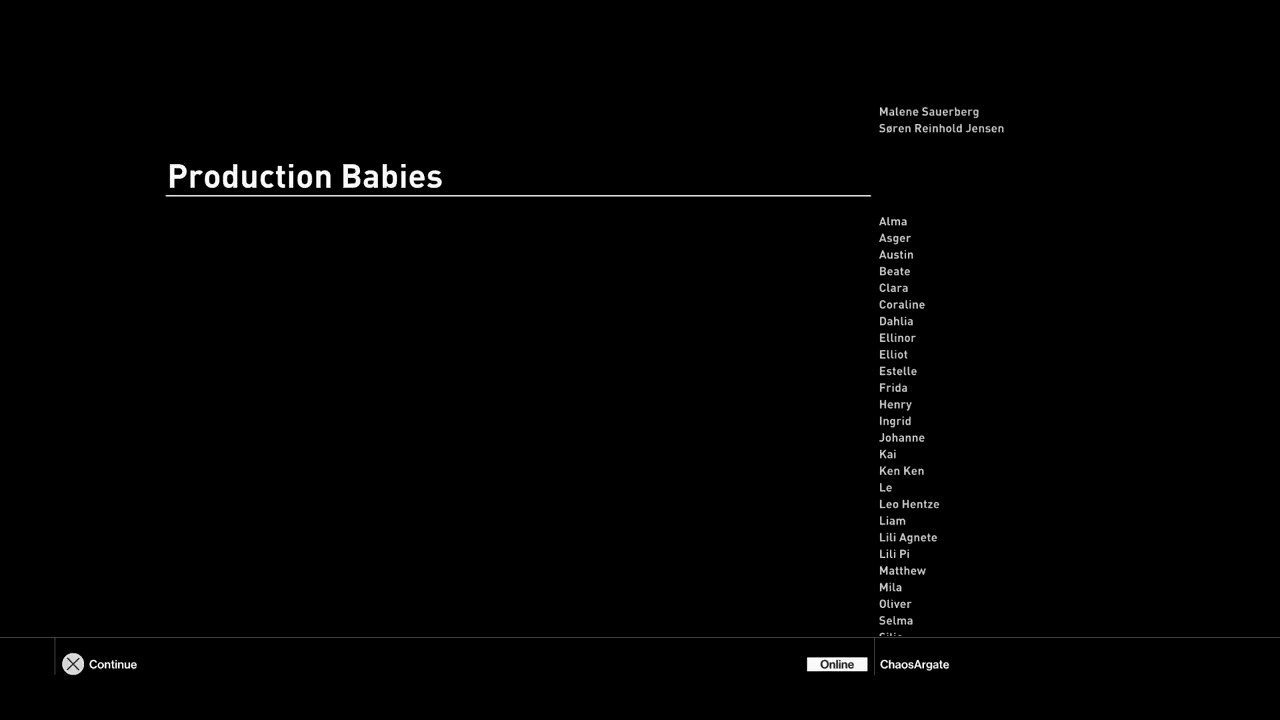 Malene Sauerberg
Søren Reinhold Jensen
Production Babies
Alma
Asger
Austin
Beate
Clara
Coraline
Dahlia
Ellinor
Elliot
Estelle
Frida
Henry
Ingrid
Johanne
Kai
Ken Ken
Le
Leo Hentze
Liam
Lili Agnete
Lili Pi
Matthew
Mila
Oliver
Selma
Continue
Online
ChaosArgate